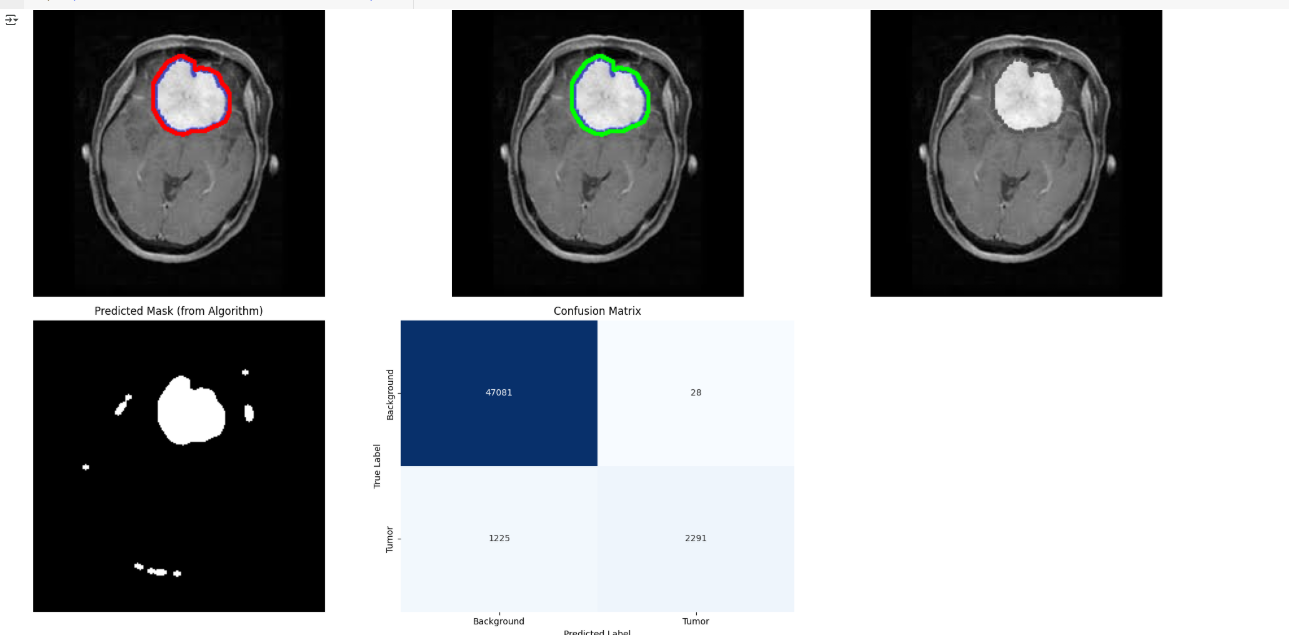 Predicted Mask (from Algorithm)
Confusion Matrix
Background
47081
28
True Label
Tumor
1225
2291
Background
Tumor
Predicted Label